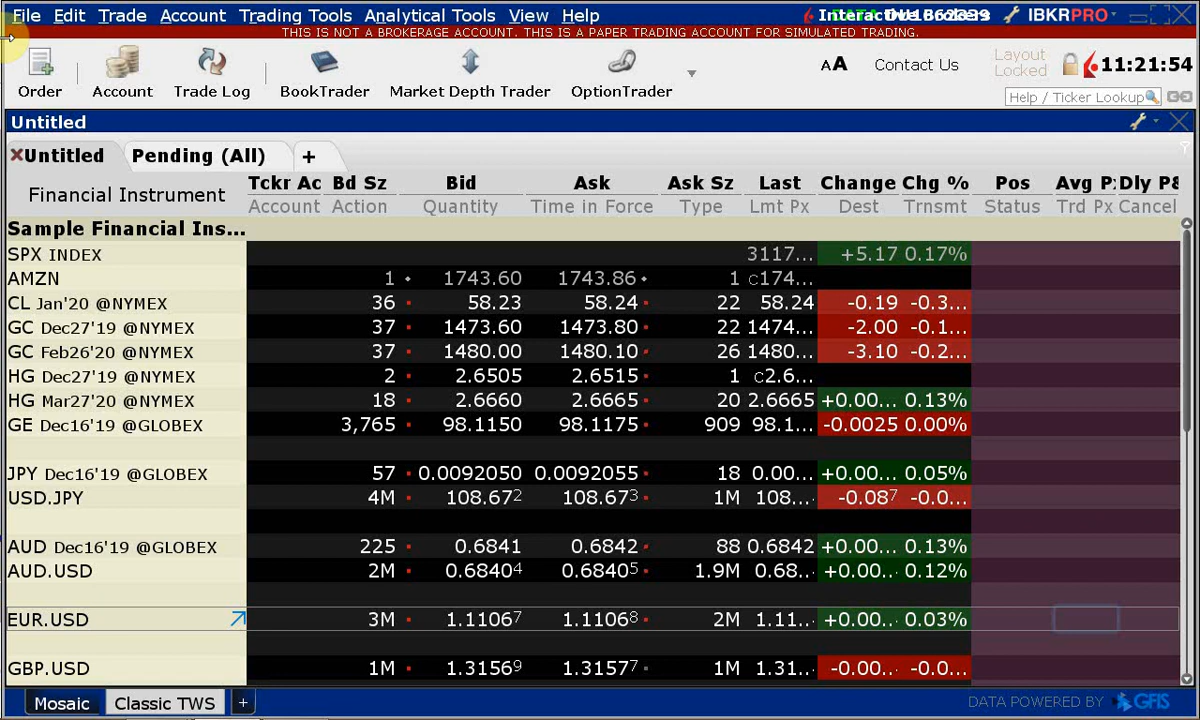 File Edit Trade Account Trading Tools Analytical Tools View Help Interactive Brokers IBKRPRO
THIS IS NOT A BROKERAGE ACCOUNT. THIS IS A PAPER TRADING ACCOUNT FOR SIMULATED TRADING.
Order Account Trade Log BookTrader Market Depth Trader OptionTrader AA Contact Us Layout Locked 11:21:54
Help / Ticker Lookup
Untitled
Untitled Pending (All) +
Financial Instrument
Tckr Ac Bd Sz Bid Ask Ask Sz Last Change Chg % Pos Avg P Dly P&
Account Action Quantity Time in Force Type Lmt Px Dest Trnsmt Status Trd Px Cancel
Sample Financial Ins...
SPX INDEX 3117... +5.17 0.17%
AMZN 1 1743.60 1743.86 1 c174...
CL Jan'20 @NYMEX 36 58.23 58.24 22 58.24 -0.19 -0.3...
GC Dec27'19 @NYMEX 37 1473.60 1473.80 22 1474... -2.00 -0.1...
GC Feb26'20 @NYMEX 37 1480.00 1480.10 26 1480... -3.10 -0.2...
HG Dec27'19 @NYMEX 2 2.6505 2.6515 1 c2.6...
HG Mar27'20 @NYMEX 18 2.6660 2.6665 20 2.6665 +0.00... 0.13%
GE Dec16'19 @GLOBEX 3,765 98.1150 98.1175 909 98.1... -0.0025 0.00%
JPY Dec16'19 @GLOBEX 57 0.0092050 0.0092055 18 0.00... +0.00... 0.05%
USD.JPY 4M 108.672 108.673 1M 108... -0.087 -0.0...
AUD Dec16'19 @GLOBEX 225 0.6841 0.6842 88 0.6842 +0.00... 0.13%
AUD.USD 2M 0.68404 0.68405 1.9M 0.68... +0.00... 0.12%
EUR.USD 3M 1.11067 1.11068 2M 1.11... +0.00... 0.03%
GBP.USD 1M 1.31569 1.31577 1M 1.31... -0.00... -0.0...
Mosaic Classic TWS + DATA POWERED BY GFIS